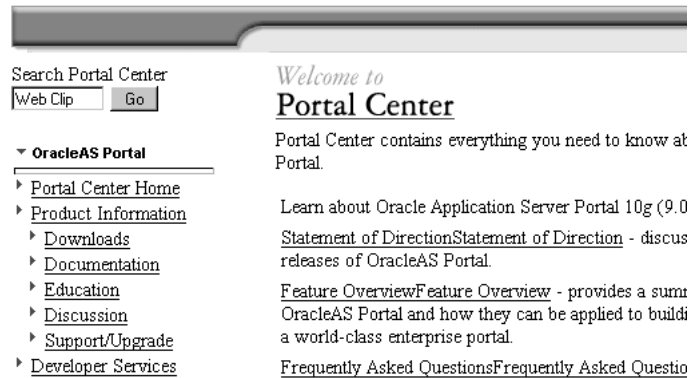 Search Portal Center
Web Clip Go
OracleAS Portal
Portal Center Home
Product Information
Downloads
Documentation
Education
Discussion
Support/Upgrade
Developer Services
Welcome to
Portal Center
Portal Center contains everything you need to know ab
Portal.
Learn about Oracle Application Server Portal 10g (9.0
Statement of DirectionStatement of Direction - discus
releases of OracleAS Portal.
Feature OverviewFeature Overview - provides a summ
OracleAS Portal and how they can be applied to buildi
a world-class enterprise portal.
Frequently Asked QuestionsFrequently Asked Questio